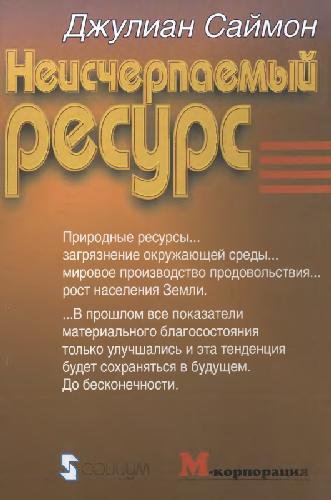 Джулиан Саймон
Неисчерпаемый
ресурс
Природные ресурсы...
загрязнение окружающей среды...
мировое производство продовольствия...
рост населения Земли.
...В прошлом все показатели
материального благосостояния
только улучшались и эта тенденция
будет сохраняться в будущем.
До бесконечности.
социум
М-корпорация